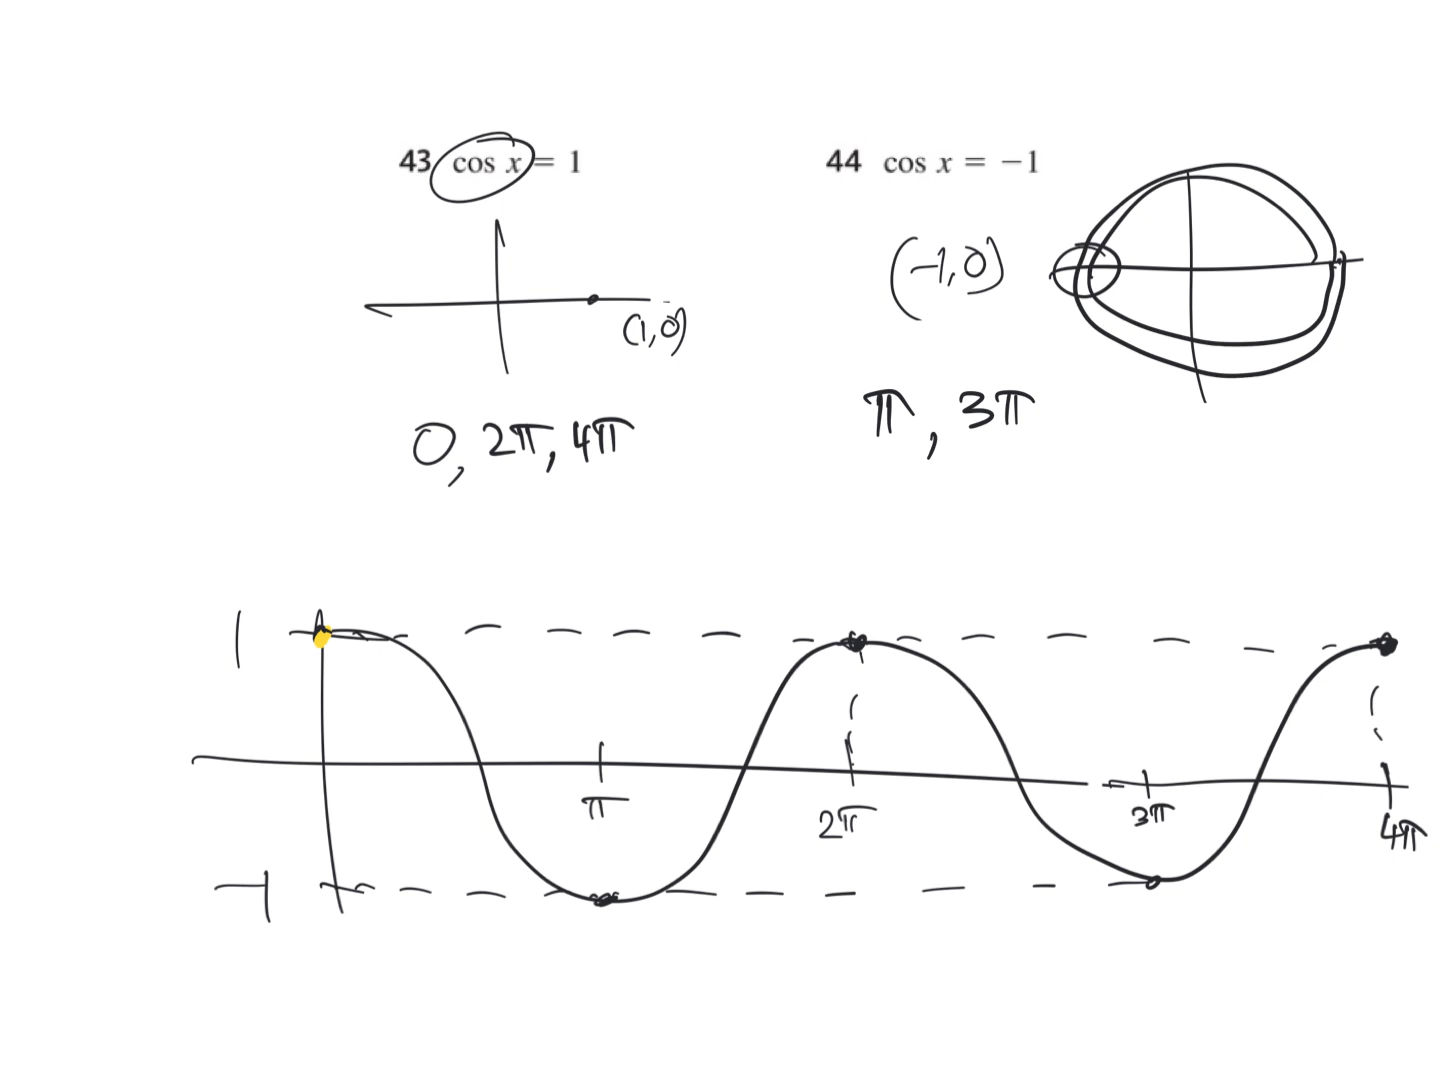 43 cos x = 1
44 cos x = −1
(−1,0)
(1,0)
π, 3π
0, 2π, 4π
1
π
2π
3π
4π
−1